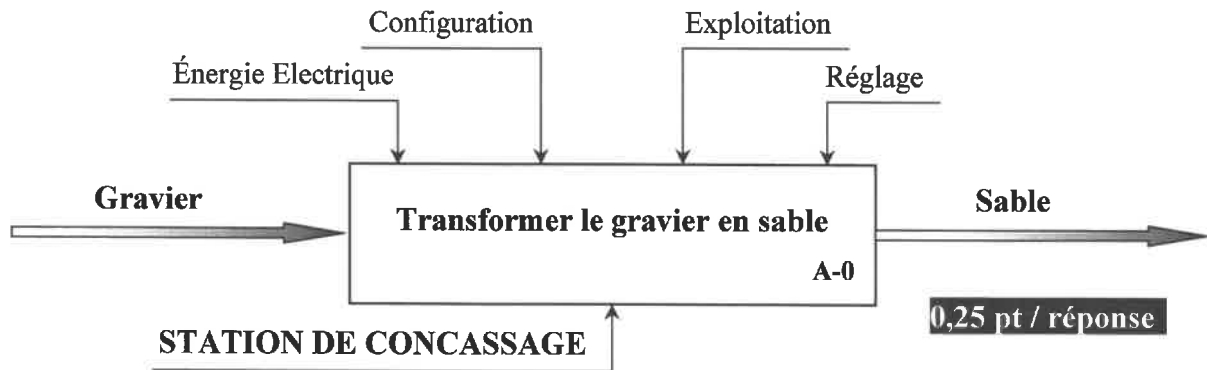 Configuration
Exploitation
Énergie Electrique
Réglage
Gravier
Transformer le gravier en sable
Sable
A-0
0,25 pt / réponse
STATION DE CONCASSAGE